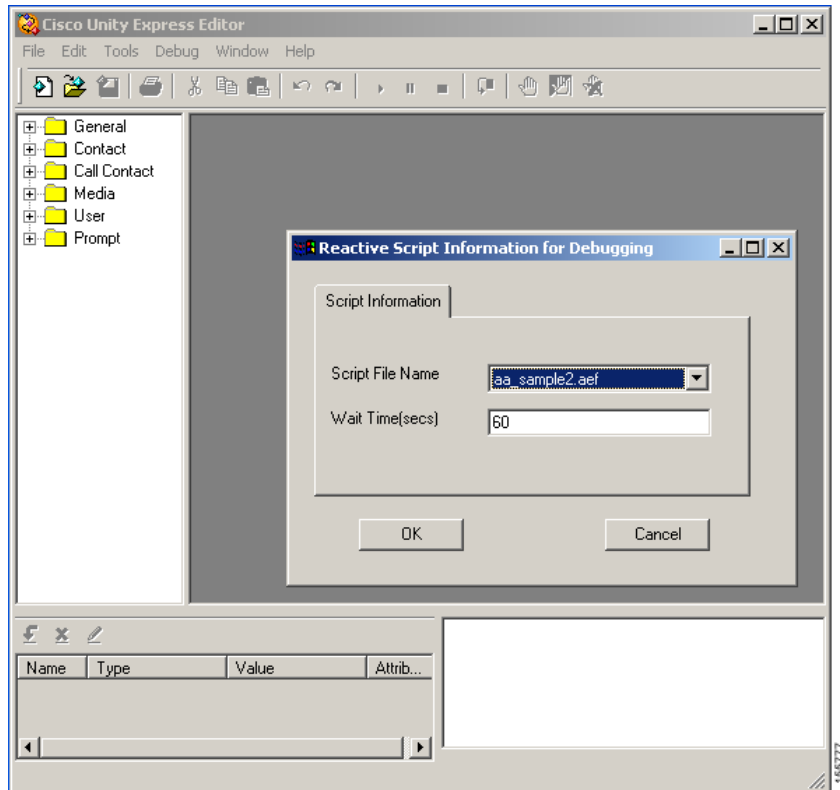 Cisco Unity Express Editor
File Edit Tools Debug Window Help
General
Contact
Call Contact
Media
User
Prompt
Reactive Script Information for Debugging
Script Information
Script File Name
aa_sample2.aef
Wait Time(secs)
60
OK Cancel
Name Type Value Attrib...
155777